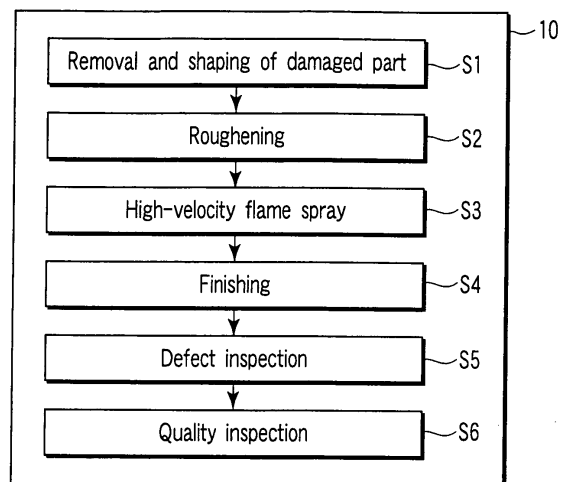 10
Removal and shaping of damaged part S1
Roughening S2
High-velocity flame spray S3
Finishing S4
Defect inspection S5
Quality inspection S6